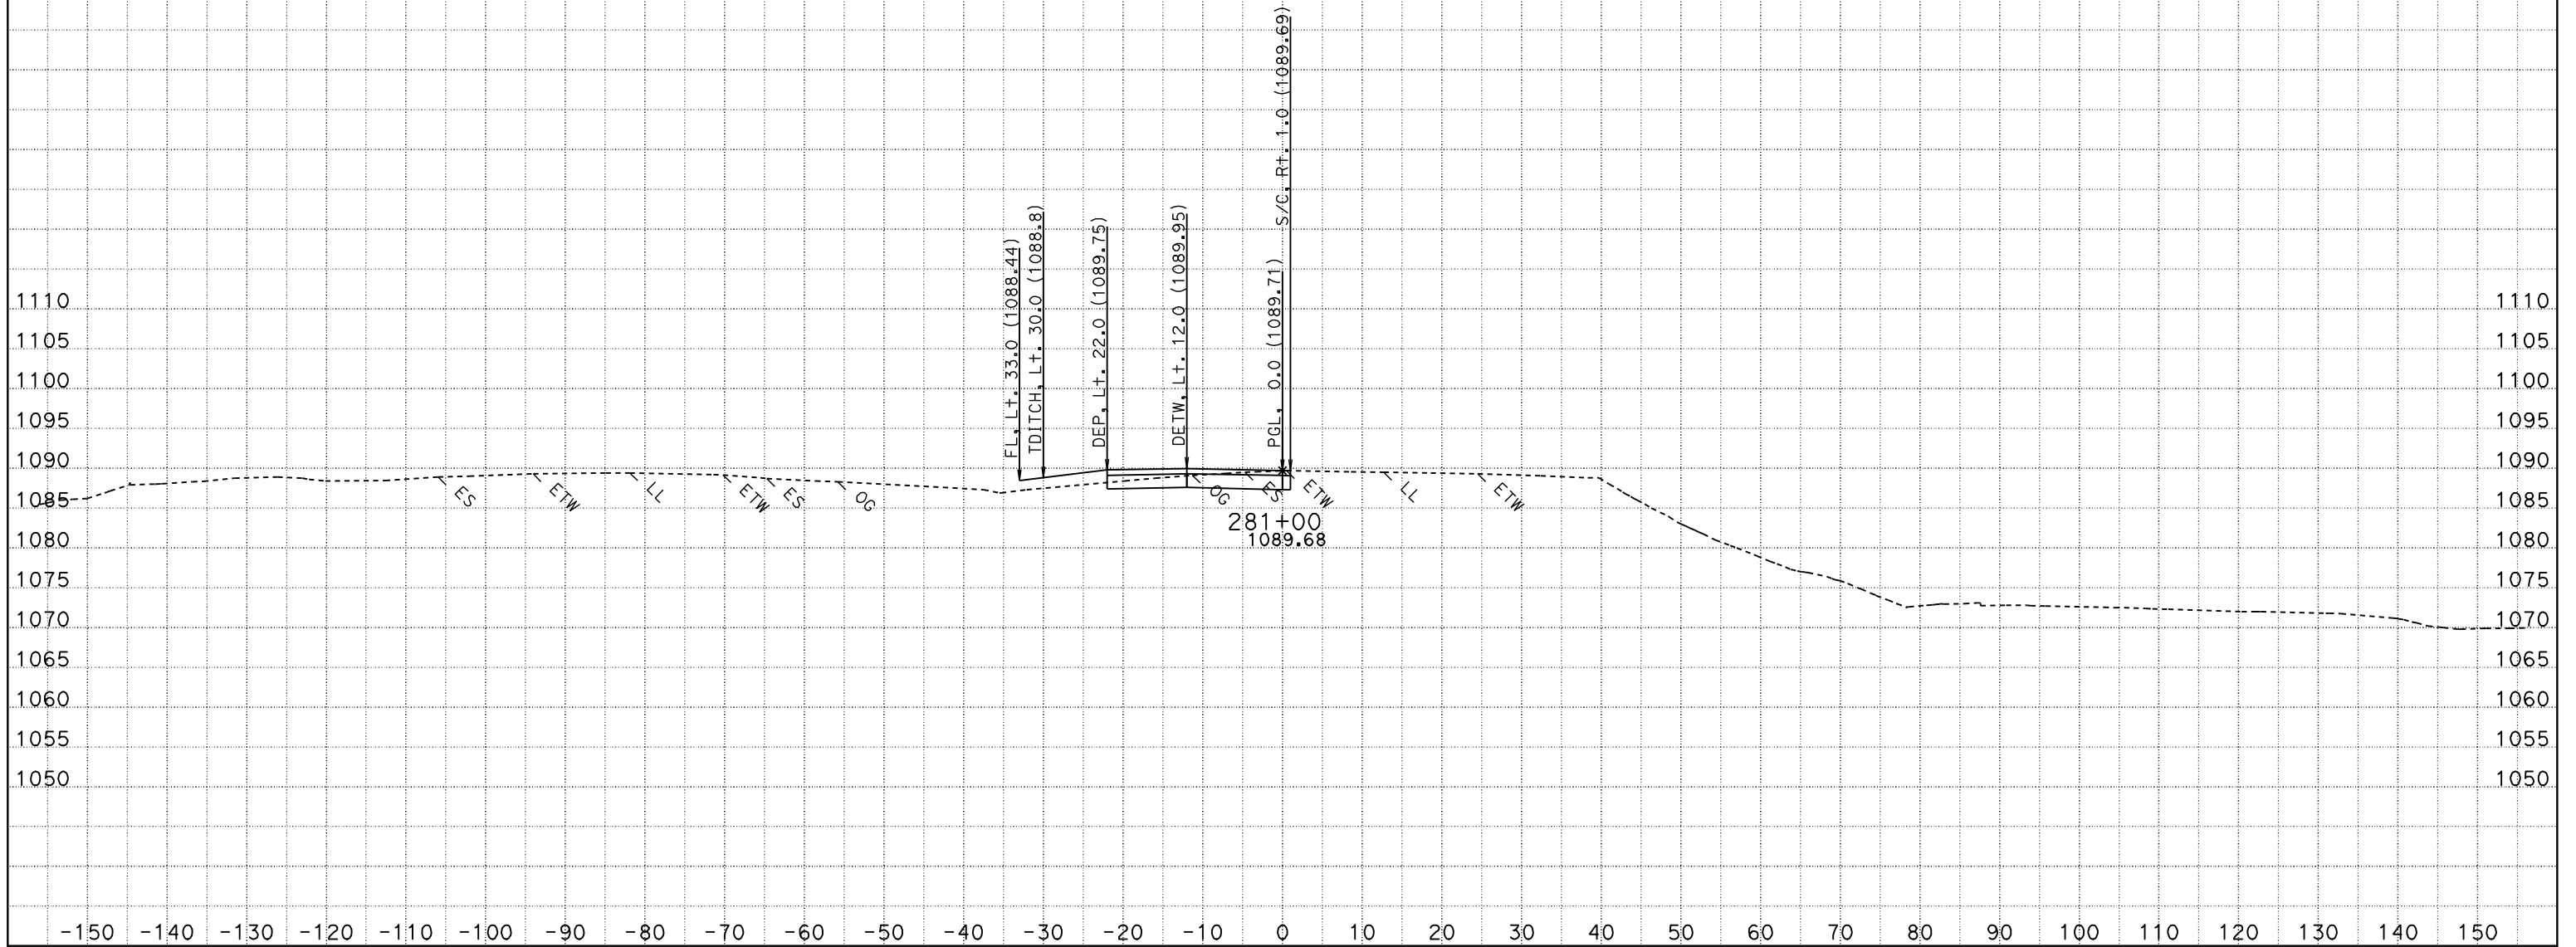 S/C, Rt. 1.0 (1089.69)
FL, Lt. 33.0 (1088.44)
TDITCH, Lt. 30.0 (1088.8)
DEP, Lt. 22.0 (1089.75)
DETW, Lt. 12.0 (1089.95)
PGL, 0.0 (1089.71)
1110 1110
1105 1105
1100 1100
1095 1095
1090 1090
1085 1085
ES ETW LL ETW ES OG OG ES ETW LL ETW
281+00
1089.68
1080 1080
1075 1075
1070 1070
1065 1065
1060 1060
1055 1055
1050 1050
-150 -140 -130 -120 -110 -100 -90 -80 -70 -60 -50 -40 -30 -20 -10 0 10 20 30 40 50 60 70 80 90 100 110 120 130 140 150